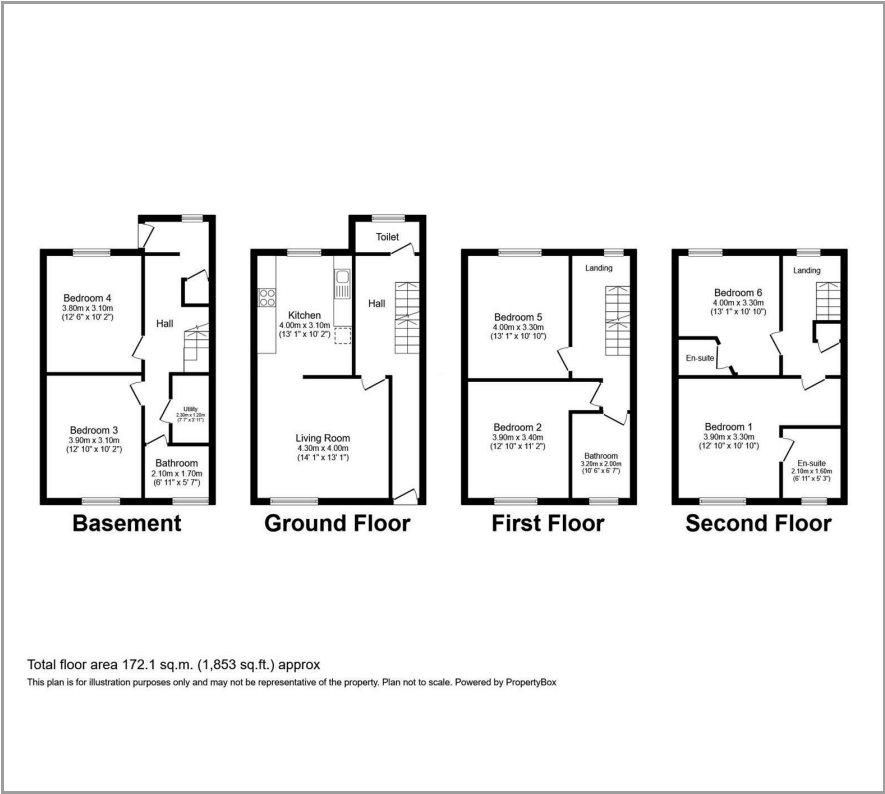 Bedroom 4
3.80m x 3.10m
(12' 6" x 10' 2")
Hall
Bedroom 3
3.90m x 3.10m
(12' 10" x 10' 2")
Utility
2.30m x 1.20m
(7' 7" x 3' 11")
Bathroom
2.10m x 1.70m
(6' 11" x 5' 7")
Basement
Toilet
Kitchen
4.00m x 3.10m
(13' 1" x 10' 2")
Hall
Living Room
4.30m x 4.00m
(14' 1" x 13' 1")
Ground Floor
Landing
Bedroom 5
4.00m x 3.30m
(13' 1" x 10' 10")
Bedroom 2
3.90m x 3.40m
(12' 10" x 11' 2")
Bathroom
3.20m x 2.00m
(10' 6" x 6' 7")
First Floor
Landing
Bedroom 6
4.00m x 3.30m
(13' 1" x 10' 10")
En-suite
Bedroom 1
3.90m x 3.30m
(12' 10" x 10' 10")
En-suite
2.10m x 1.60m
(6' 11" x 5' 3")
Second Floor
Total floor area 172.1 sq.m. (1,853 sq.ft.) approx
This plan is for illustration purposes only and may not be representative of the property. Plan not to scale. Powered by PropertyBox